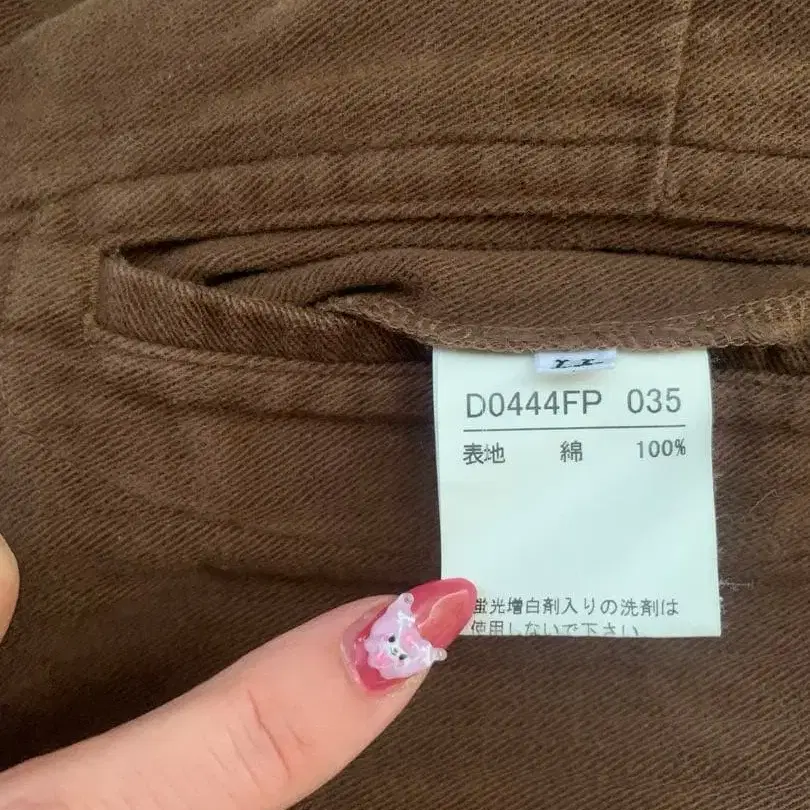 D0444FP 035
表地 綿 100%
蛍光増白剤入りの洗剤は
使用しないで下さい